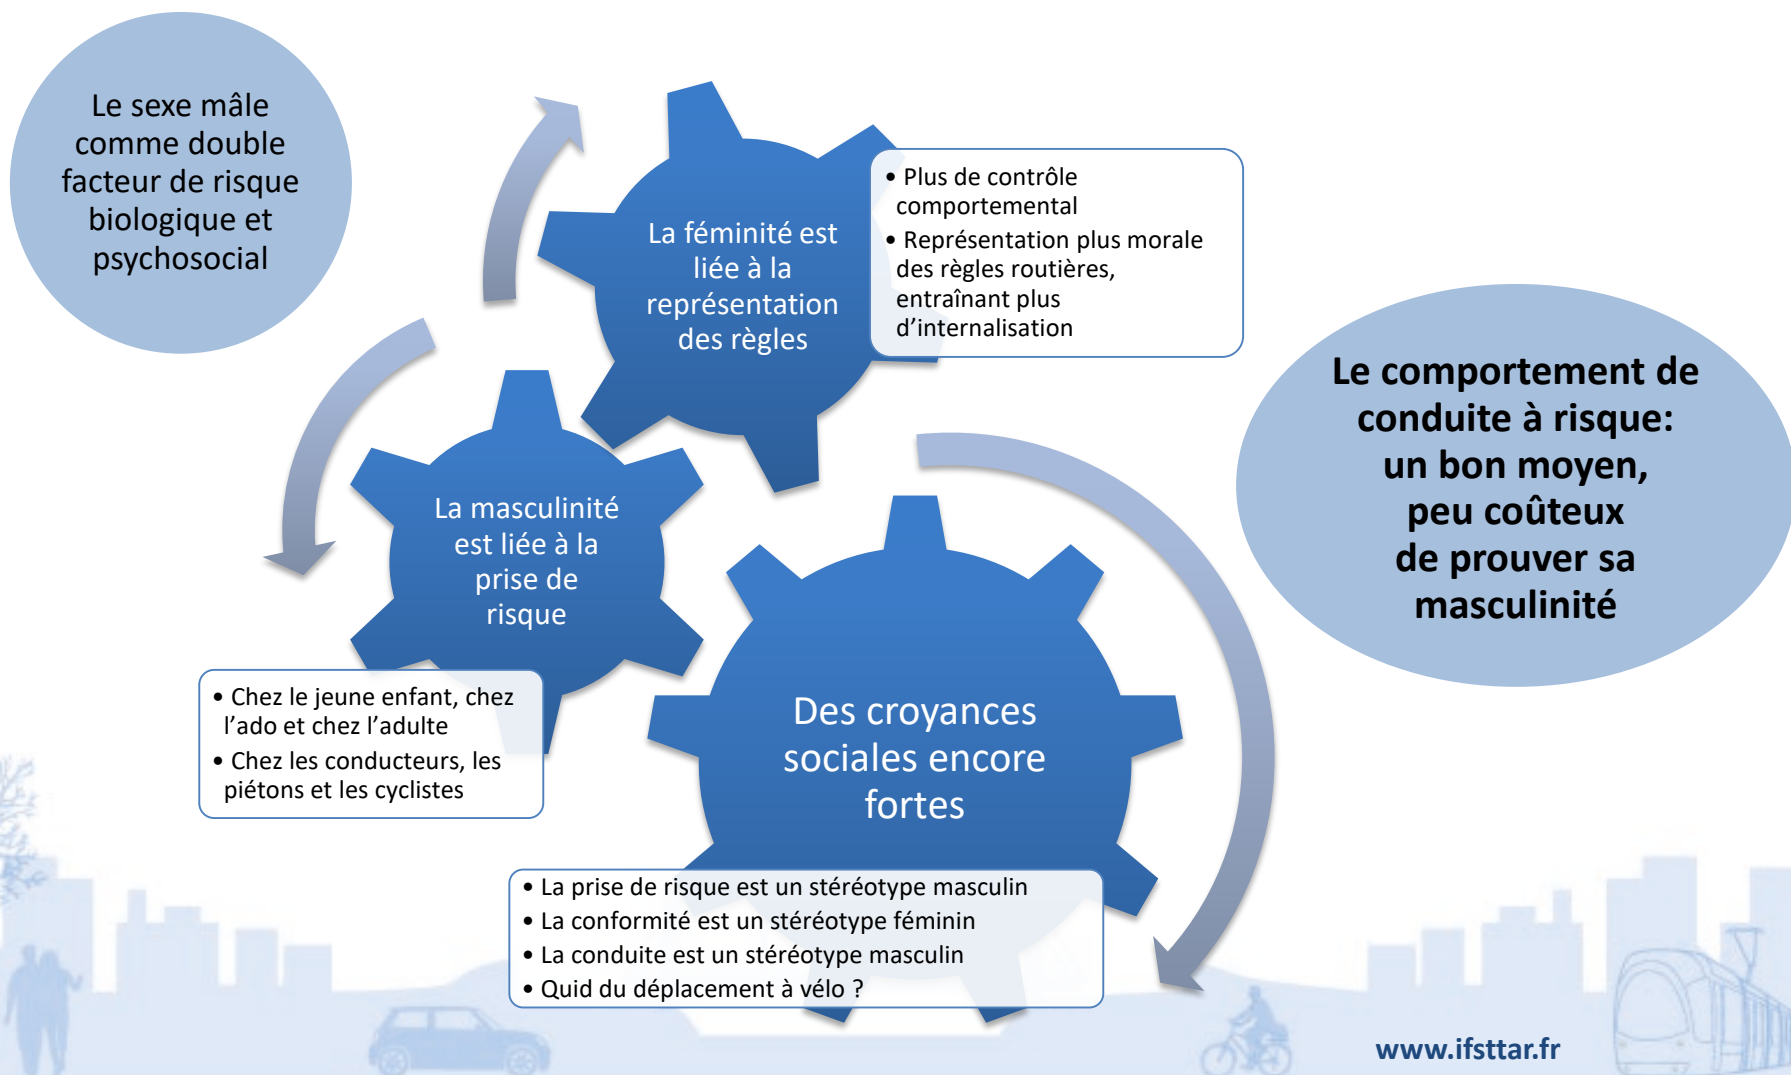 Le sexe mâle
comme double
facteur de risque
biologique et
psychosocial
La féminité est
liée à la
représentation
des règles
• Plus de contrôle
comportemental
• Représentation plus morale
des règles routières,
entraînant plus
d’internalisation
La masculinité
est liée à la
prise de
risque
• Chez le jeune enfant, chez
l’ado et chez l’adulte
• Chez les conducteurs, les
piétons et les cyclistes
Des croyances
sociales encore
fortes
• La prise de risque est un stéréotype masculin
• La conformité est un stéréotype féminin
• La conduite est un stéréotype masculin
• Quid du déplacement à vélo ?
Le comportement de
conduite à risque:
un bon moyen,
peu coûteux
de prouver sa
masculinité
www.ifsttar.fr